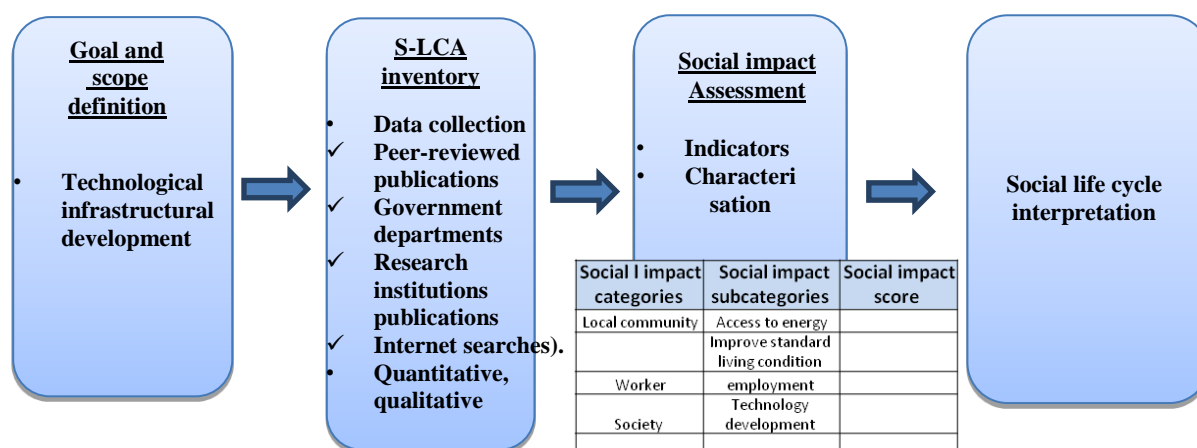 Goal and
scope
definition
• Technological
infrastructural
development
S-LCA
inventory
• Data collection
✓ Peer-reviewed
publications
✓ Government
departments
✓ Research
institutions
publications
✓ Internet searches).
• Quantitative,
qualitative
Social impact
Assessment
• Indicators
• Characteri
sation
Social I impact categories | Social impact subcategories | Social impact score
Local community | Access to energy
Improve standard
living condition
Worker | employment
Society | Technology development
Social life cycle
interpretation